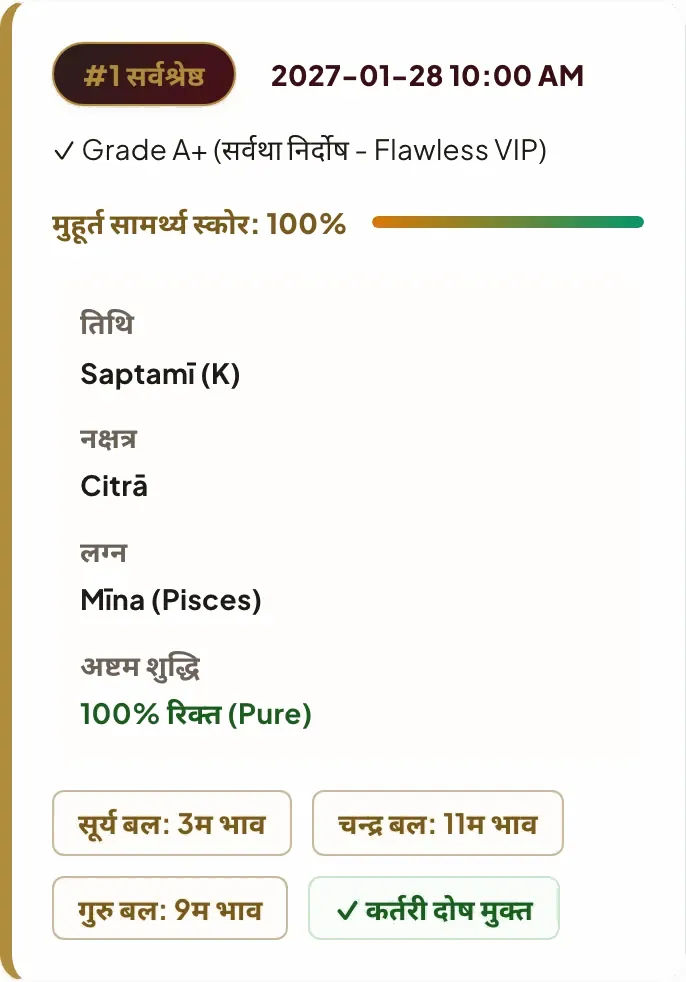 #1 सर्वश्रेष्ठ 2027-01-28 10:00 AM
✓ Grade A+ (सर्वथा निर्दोष - Flawless VIP)
मुहूर्त सामर्थ्य स्कोर: 100%
तिथि
Saptamī (K)
नक्षत्र
Citrā
लग्न
Mīna (Pisces)
अष्टम शुद्धि
100% रिक्त (Pure)
सूर्य बल: 3म भाव चन्द्र बल: 11म भाव
गुरु बल: 9म भाव ✓ कर्तरी दोष मुक्त